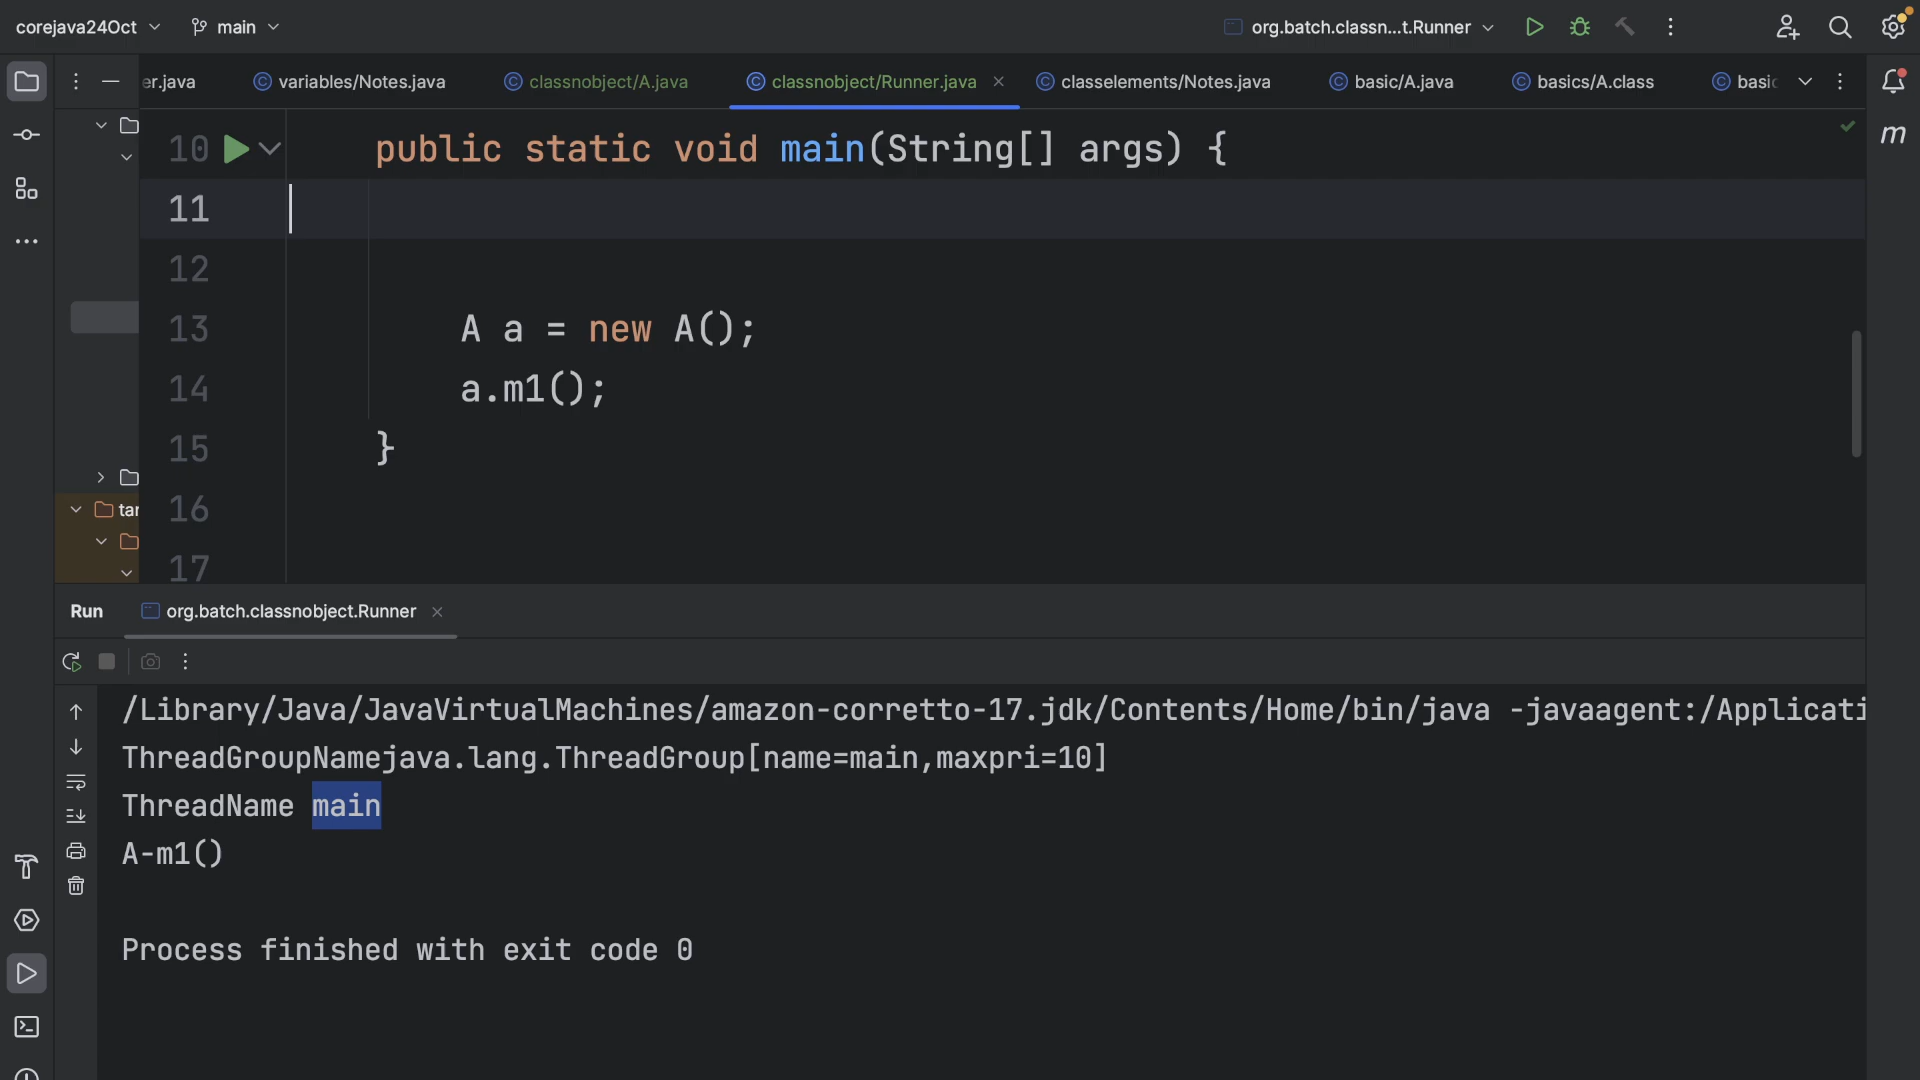 corejava24Oct main org.batch.classn...t.Runner
er.java variables/Notes.java classnobject/A.java classnobject/Runner.java classelements/Notes.java basic/A.java basics/A.class basic
10 public static void main(String[] args) {
11
12
13 A a = new A();
14 a.m1();
15 }
16
17
tar
Run org.batch.classnobject.Runner
/Library/Java/JavaVirtualMachines/amazon-corretto-17.jdk/Contents/Home/bin/java -javaagent:/Applicati
ThreadGroupNamejava.lang.ThreadGroup[name=main,maxpri=10]
ThreadName main
A-m1()
Process finished with exit code 0